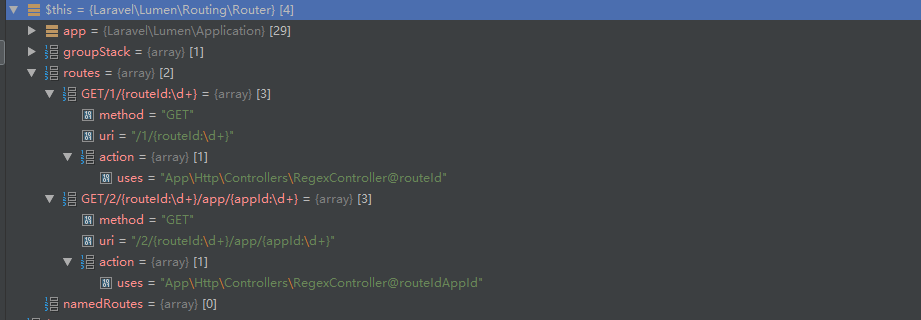 $this = {Laravel\Lumen\Routing\Router} [4]
app = {Laravel\Lumen\Application} [29]
groupStack = {array} [1]
routes = {array} [2]
GET/1/{routeId:\d+} = {array} [3]
method = "GET"
uri = "/1/{routeId:\d+}"
action = {array} [1]
uses = "App\Http\Controllers\RegexController@routeId"
GET/2/{routeId:\d+}/app/{appId:\d+} = {array} [3]
method = "GET"
uri = "/2/{routeId:\d+}/app/{appId:\d+}"
action = {array} [1]
uses = "App\Http\Controllers\RegexController@routeIdAppId"
namedRoutes = {array} [0]